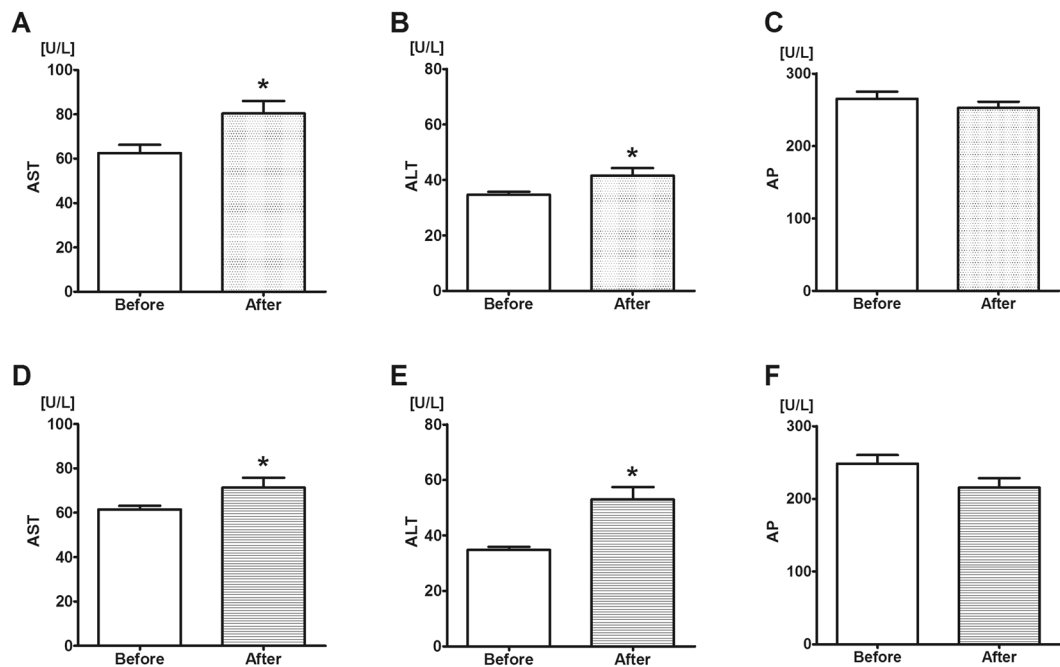 A
[U/L]
AST
100
80
60
40
20
0
*
Before
After
B
[U/L]
ALT
80
60
40
20
0
*
Before
After
C
[U/L]
AP
300
200
100
0
Before
After
D
[U/L]
AST
100
80
60
40
20
0
*
Before
After
E
[U/L]
ALT
80
60
40
20
0
*
Before
After
F
[U/L]
AP
300
200
100
0
Before
After